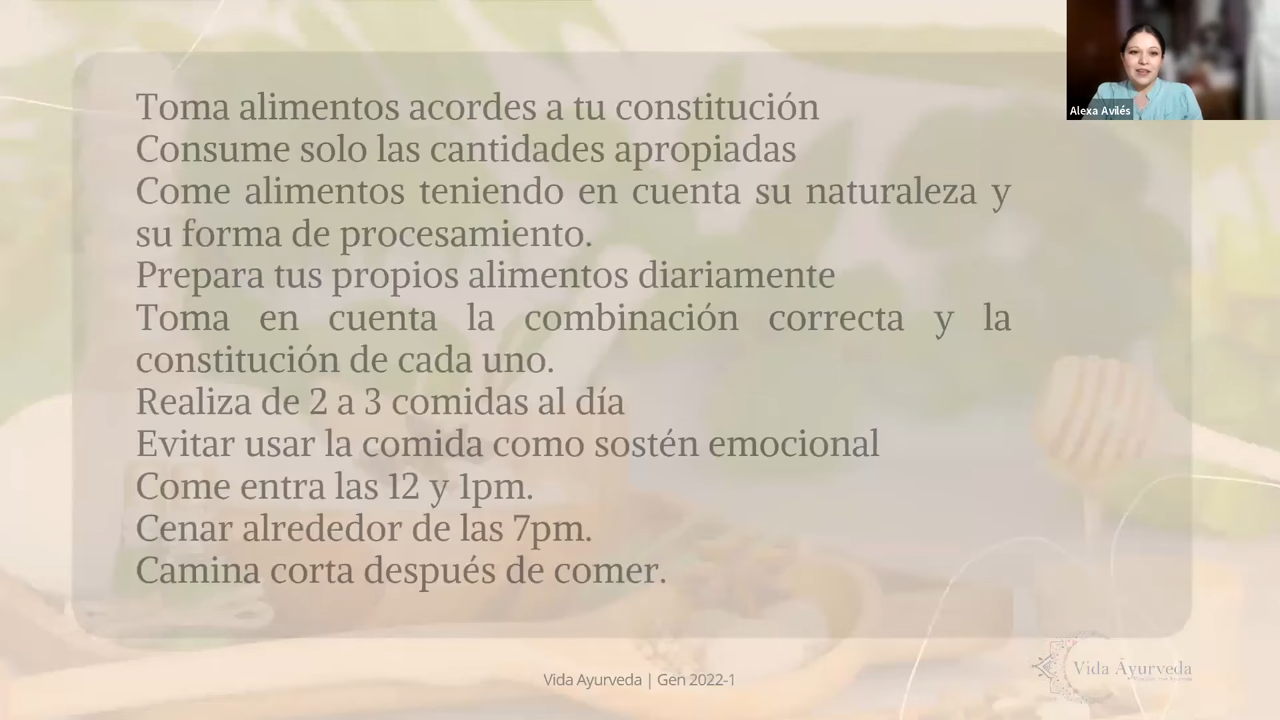 Toma alimentos acordes a tu constitución
Consume solo las cantidades apropiadas
Come alimentos teniendo en cuenta su naturaleza y
su forma de procesamiento.
Prepara tus propios alimentos diariamente
Toma en cuenta la combinación correcta y la
constitución de cada uno.
Realiza de 2 a 3 comidas al día
Evitar usar la comida como sostén emocional
Come entra las 12 y 1pm.
Cenar alrededor de las 7pm.
Camina corta después de comer.
Alexa Avilés
Vida Ayurveda | Gen 2022-1
Vida Ayurveda